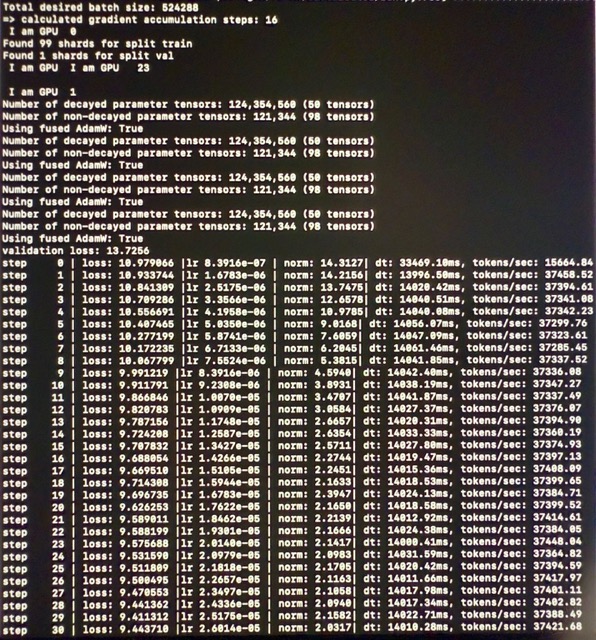 Total desired batch size: 524288
=> calculated gradient accumulation steps: 16
I am GPU 0
Found 99 shards for split train
Found 1 shards for split val
I am GPU I am GPU 23
I am GPU 1
Number of decayed parameter tensors: 124,354,560 (50 tensors)
Number of non-decayed parameter tensors: 121,344 (98 tensors)
Using fused AdamW: True
Number of decayed parameter tensors: 124,354,560 (50 tensors)
Number of non-decayed parameter tensors: 121,344 (98 tensors)
Using fused AdamW: True
Number of decayed parameter tensors: 124,354,560 (50 tensors)
Number of non-decayed parameter tensors: 121,344 (98 tensors)
Using fused AdamW: True
Number of decayed parameter tensors: 124,354,560 (50 tensors)
Number of non-decayed parameter tensors: 121,344 (98 tensors)
Using fused AdamW: True
validation loss: 13.7256
step 0 | loss: 10.979066 |lr 8.3916e-07 | norm: 14.3127| dt: 33469.10ms, tokens/sec: 15664.84
step 1 | loss: 10.933744 |lr 1.6783e-06 | norm: 14.2156| dt: 13996.50ms, tokens/sec: 37458.52
step 2 | loss: 10.841309 |lr 2.5175e-06 | norm: 13.7475| dt: 14020.42ms, tokens/sec: 37394.61
step 3 | loss: 10.709286 |lr 3.3566e-06 | norm: 12.6578| dt: 14040.51ms, tokens/sec: 37341.08
step 4 | loss: 10.556691 |lr 4.1958e-06 | norm: 10.9785| dt: 14040.08ms, tokens/sec: 37342.23
step 5 | loss: 10.407465 |lr 5.0350e-06 | norm: 9.0168| dt: 14056.07ms, tokens/sec: 37299.76
step 6 | loss: 10.277199 |lr 5.8741e-06 | norm: 7.6059| dt: 14047.09ms, tokens/sec: 37323.61
step 7 | loss: 10.172235 |lr 6.7133e-06 | norm: 6.2045| dt: 14061.46ms, tokens/sec: 37285.45
step 8 | loss: 10.067799 |lr 7.5524e-06 | norm: 5.3815| dt: 14041.85ms, tokens/sec: 37337.52
step 9 | loss: 9.991219 |lr 8.3916e-06 | norm: 4.5940| dt: 14042.40ms, tokens/sec: 37336.08
step 10 | loss: 9.911791 |lr 9.2308e-06 | norm: 3.8931| dt: 14038.19ms, tokens/sec: 37347.27
step 11 | loss: 9.866846 |lr 1.0070e-05 | norm: 3.4707| dt: 14041.87ms, tokens/sec: 37337.49
step 12 | loss: 9.820783 |lr 1.0909e-05 | norm: 3.0584| dt: 14027.37ms, tokens/sec: 37376.07
step 13 | loss: 9.787156 |lr 1.1748e-05 | norm: 2.6657| dt: 14020.31ms, tokens/sec: 37394.90
step 14 | loss: 9.724208 |lr 1.2587e-05 | norm: 2.6354| dt: 14033.33ms, tokens/sec: 37360.19
step 15 | loss: 9.707832 |lr 1.3427e-05 | norm: 2.5711| dt: 14027.80ms, tokens/sec: 37374.93
step 16 | loss: 9.688054 |lr 1.4266e-05 | norm: 2.2744| dt: 14019.47ms, tokens/sec: 37397.13
step 17 | loss: 9.669510 |lr 1.5105e-05 | norm: 2.2451| dt: 14015.36ms, tokens/sec: 37408.09
step 18 | loss: 9.714308 |lr 1.5944e-05 | norm: 2.1633| dt: 14018.53ms, tokens/sec: 37399.65
step 19 | loss: 9.696735 |lr 1.6783e-05 | norm: 2.3947| dt: 14024.13ms, tokens/sec: 37384.71
step 20 | loss: 9.626253 |lr 1.7622e-05 | norm: 2.1650| dt: 14018.58ms, tokens/sec: 37399.52
step 21 | loss: 9.589011 |lr 1.8462e-05 | norm: 2.2139| dt: 14012.92ms, tokens/sec: 37414.61
step 22 | loss: 9.588199 |lr 1.9301e-05 | norm: 2.1666| dt: 14024.38ms, tokens/sec: 37384.05
step 23 | loss: 9.575688 |lr 2.0140e-05 | norm: 2.1417| dt: 14000.41ms, tokens/sec: 37448.04
step 24 | loss: 9.531590 |lr 2.0979e-05 | norm: 2.0983| dt: 14031.59ms, tokens/sec: 37364.82
step 25 | loss: 9.511809 |lr 2.1818e-05 | norm: 2.1705| dt: 14020.42ms, tokens/sec: 37394.59
step 26 | loss: 9.500495 |lr 2.2657e-05 | norm: 2.1163| dt: 14011.66ms, tokens/sec: 37417.97
step 27 | loss: 9.470553 |lr 2.3497e-05 | norm: 2.1058| dt: 14017.98ms, tokens/sec: 37401.11
step 28 | loss: 9.441362 |lr 2.4336e-05 | norm: 2.0940| dt: 14017.34ms, tokens/sec: 37402.82
step 29 | loss: 9.411312 |lr 2.5175e-05 | norm: 2.1582| dt: 14022.71ms, tokens/sec: 37388.49
step 30 | loss: 9.443710 |lr 2.6014e-05 | norm: 2.0317| dt: 14010.28ms, tokens/sec: 37421.68